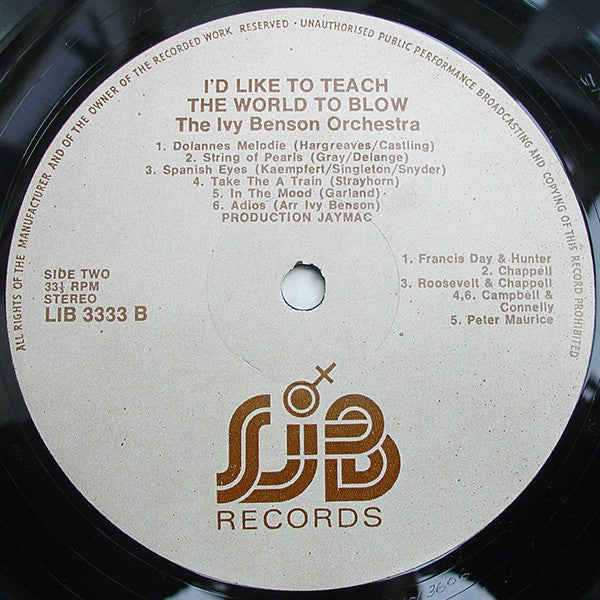 ALL RIGHTS OF THE MANUFACTURER AND OF THE OWNER OF THE RECORDED WORK RESERVED · UNAUTHORISED PUBLIC PERFORMANCE BROADCASTING AND COPYING OF THIS RECORD PROHIBITED
I'D LIKE TO TEACH
THE WORLD TO BLOW
The Ivy Benson Orchestra
1. Dolannes Melodie (Hargreaves/Castling)
2. String of Pearls (Gray/Delange)
3. Spanish Eyes (Kaempfert/Singleton/Snyder)
4. Take The A Train (Strayhorn)
5. In The Mood (Garland)
6. Adios (Arr Ivy Benson)
PRODUCTION JAYMAC
SIDE TWO
33⅓ RPM
STEREO
LIB 3333 B
1. Francis Day & Hunter
2. Chappell
3. Roosevelt & Chappell
4,6. Campbell &
Connelly
5. Peter Maurice
RECORDS